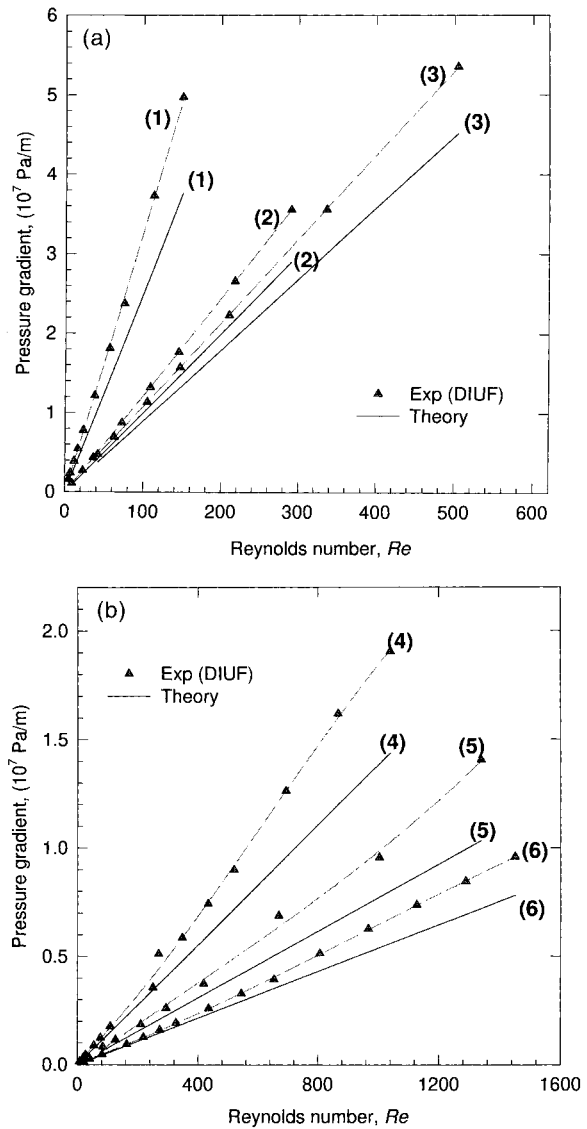 (a)
6
5
4
3
2
1
0
Pressure gradient, (10⁷ Pa/m)
(1)
(1)
(2)
(2)
(3)
(3)
Exp (DIUF)
Theory
0 100 200 300 400 500 600
Reynolds number, Re
(b)
2.0
1.5
1.0
0.5
0.0
Pressure gradient, (10⁷ Pa/m)
(4)
(4)
(5)
(5)
(6)
(6)
Exp (DIUF)
Theory
0 400 800 1200 1600
Reynolds number, Re